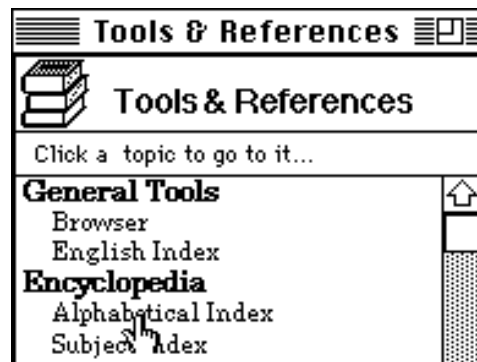 Tools & References
Tools & References
Click a topic to go to it...
General Tools
Browser
English Index
Encyclopedia
Alphabetical Index
Subject Index